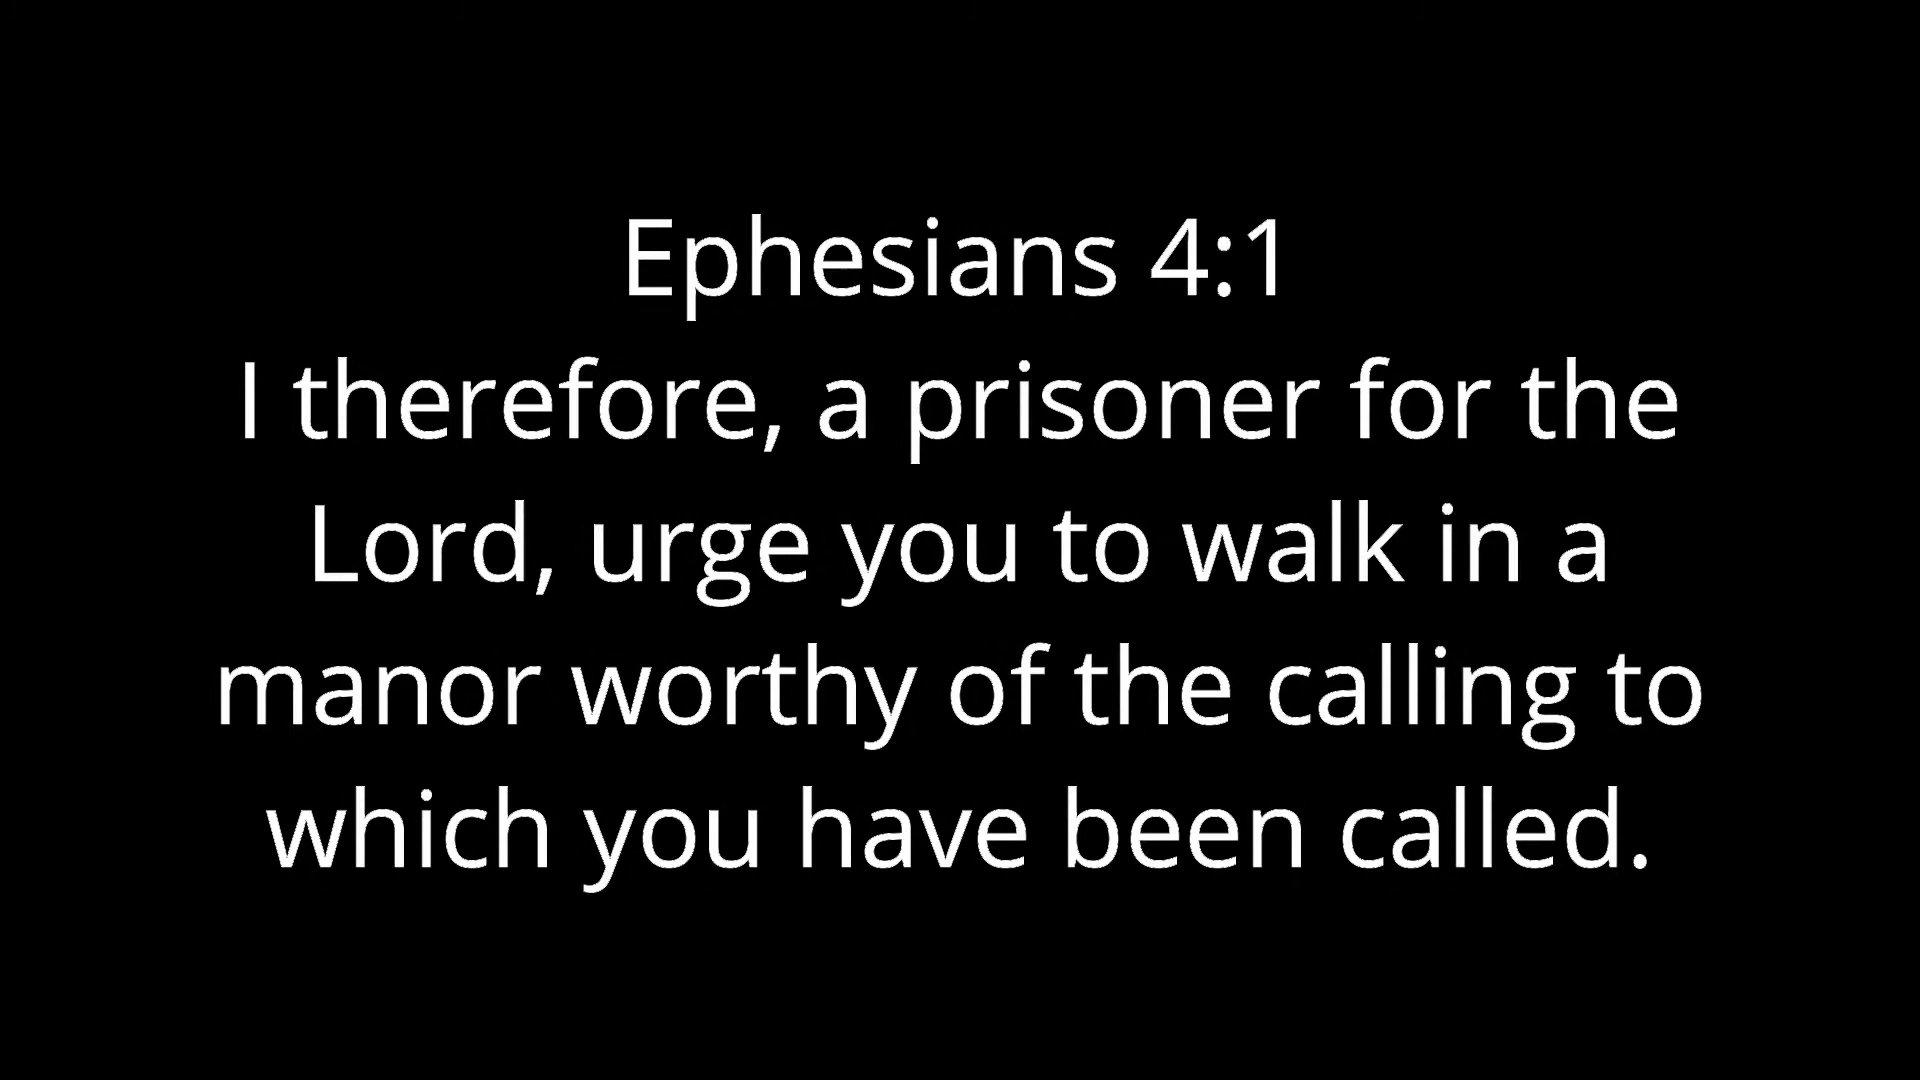 Ephesians 4:1
I therefore, a prisoner for the
Lord, urge you to walk in a
manor worthy of the calling to
which you have been called.